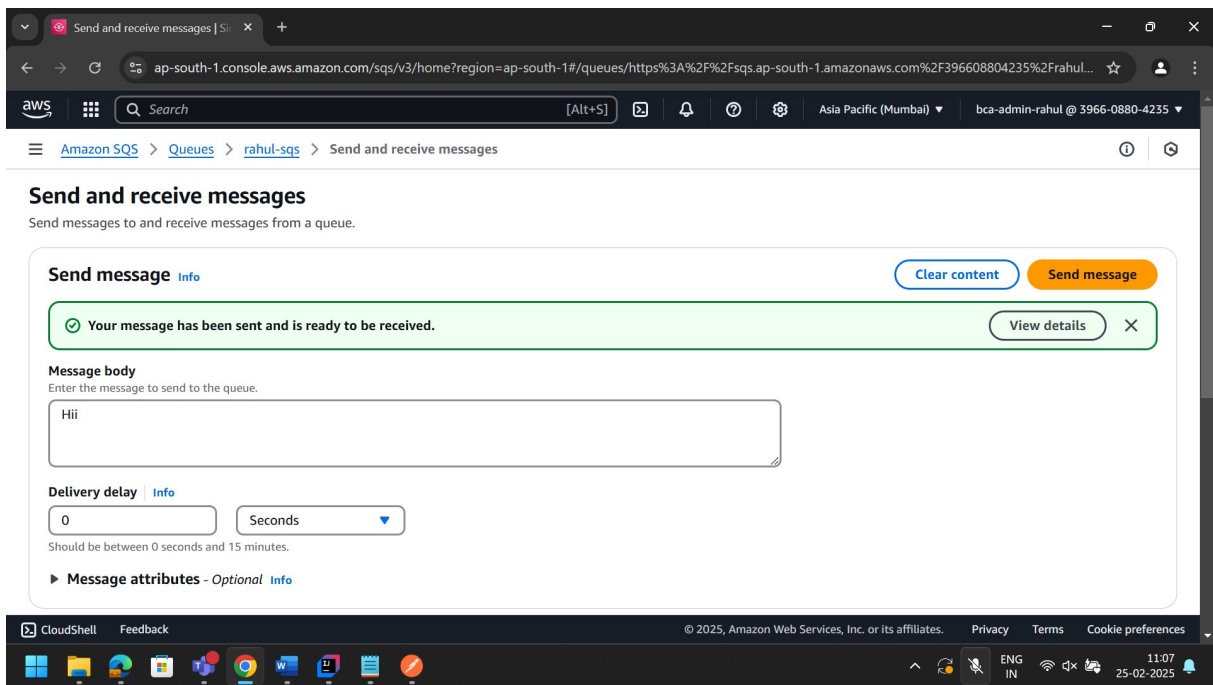 Send and receive messages | Sir
ap-south-1.console.aws.amazon.com/sqs/v3/home?region=ap-south-1#/queues/https%3A%2F%2Fsqs.ap-south-1.amazonaws.com%2F396608804235%2Frahul...
aws Search [Alt+S] Asia Pacific (Mumbai) bca-admin-rahul @ 3966-0880-4235
Amazon SQS > Queues > rahul-sqs > Send and receive messages
Send and receive messages
Send messages to and receive messages from a queue.
Send message Info Clear content Send message
Your message has been sent and is ready to be received. View details
Message body
Enter the message to send to the queue.
Hii
Delivery delay Info
0 Seconds
Should be between 0 seconds and 15 minutes.
Message attributes - Optional Info
CloudShell Feedback © 2025, Amazon Web Services, Inc. or its affiliates. Privacy Terms Cookie preferences
ENG 11:07
IN 25-02-2025